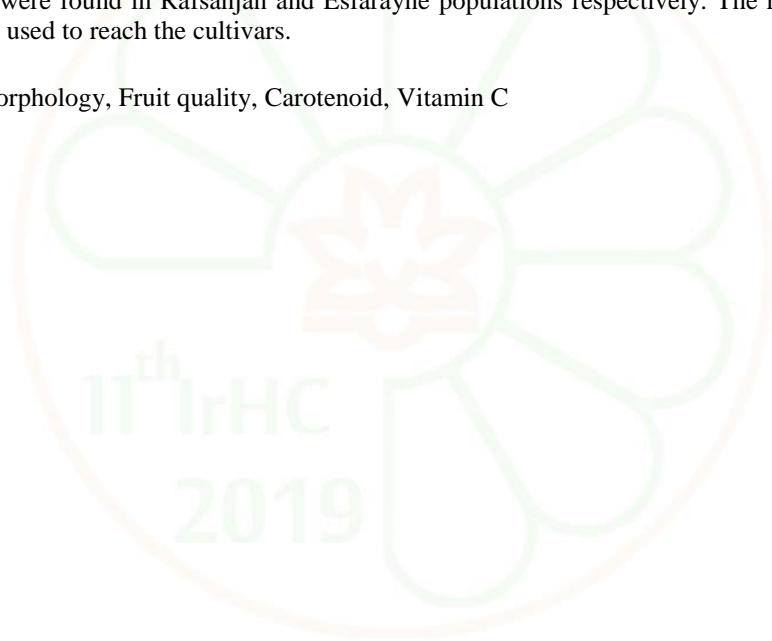 were found in Rafsanjan and Esfarayne populations respectively. The
used to reach the cultivars.
orphology, Fruit quality, Carotenoid, Vitamin C
11th IrHC
2019